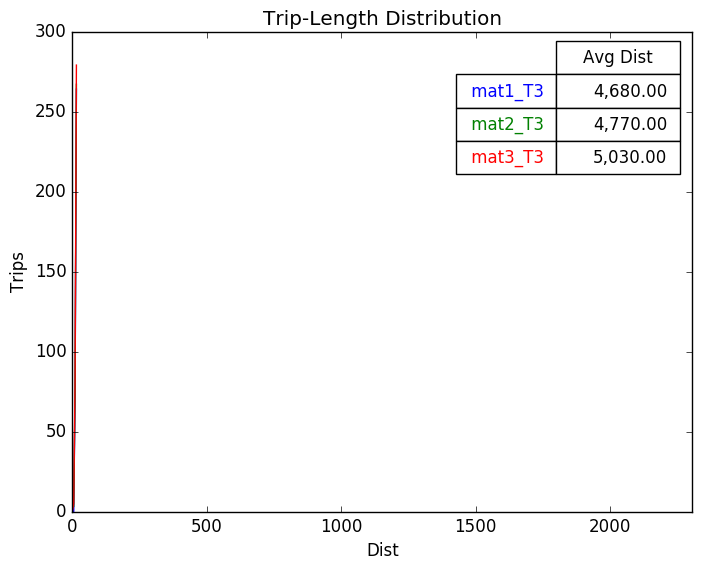 Trip-Length Distribution
300
250
200
150
100
50
0
Trips
Avg Dist
mat1_T3 4,680.00
mat2_T3 4,770.00
mat3_T3 5,030.00
0 500 1000 1500 2000
Dist